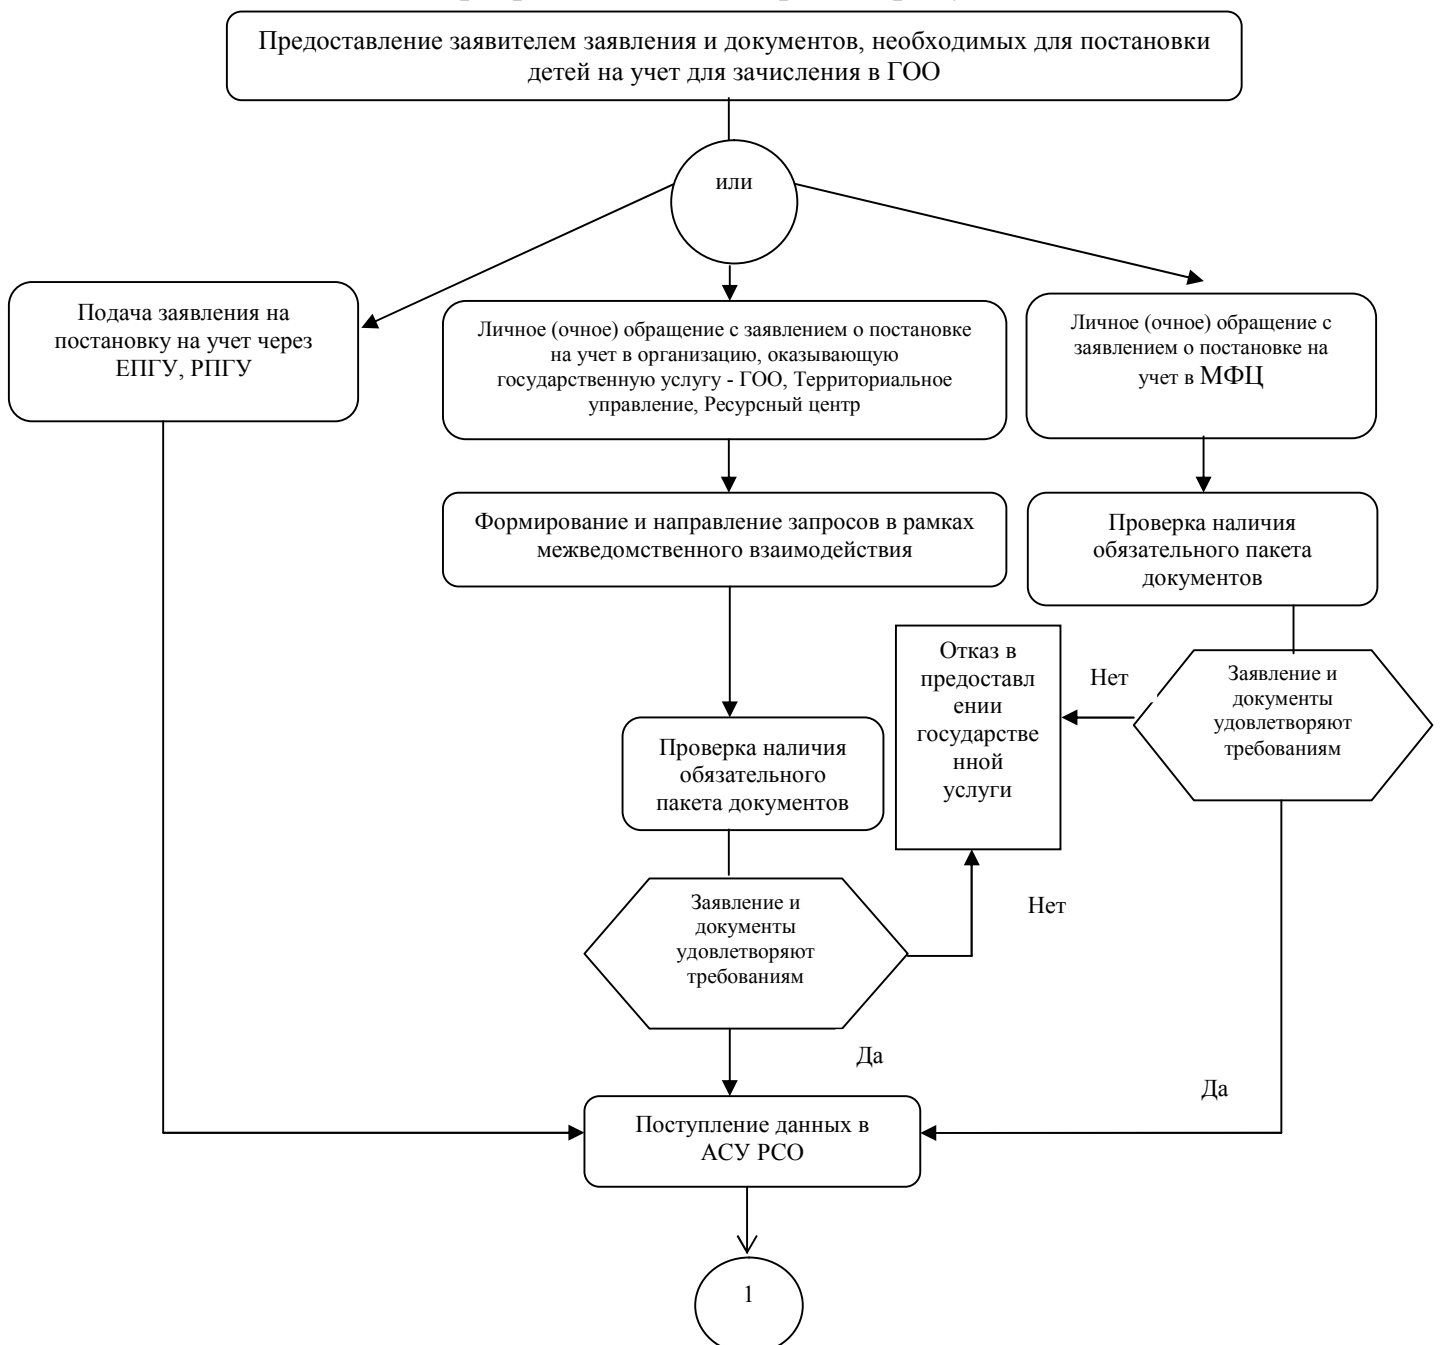 Предоставление заявителем заявления и документов, необходимых для постановки
детей на учет для зачисления в ГОО
или
Подача заявления на
постановку на учет через
ЕПГУ, РПГУ
Личное (очное) обращение с заявлением о постановке
на учет в организацию, оказывающую
государственную услугу - ГОО, Территориальное
управление, Ресурсный центр
Личное (очное) обращение с
заявлением о постановке на
учет в МФЦ
Формирование и направление запросов в рамках
межведомственного взаимодействия
Проверка наличия
обязательного пакета
документов
Отказ в
предоставл
ении
государстве
нной
услуги
Нет
Заявление и
документы
удовлетворяют
требованиям
Проверка наличия
обязательного
пакета документов
Заявление и
документы
удовлетворяют
требованиям
Нет
Да
Да
Поступление данных в
АСУ РСО
1